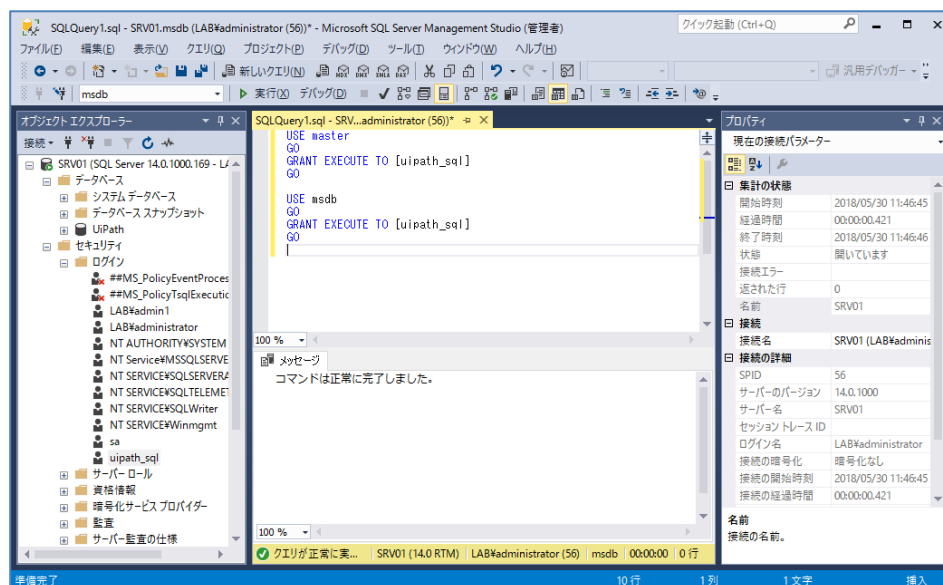 SQLQuery1.sql - SRV01.msdb (LAB¥administrator (56))* - Microsoft SQL Server Management Studio (管理者)
クイック起動 (Ctrl+Q)
ファイル(F) 編集(E) 表示(V) クエリ(Q) プロジェクト(P) デバッグ(D) ツール(T) ウィンドウ(W) ヘルプ(H)
新しいクエリ(N)
汎用デバッガー
msdb
実行(X) デバッグ(D)
オブジェクト エクスプローラー
接続
SRV01 (SQL Server 14.0.1000.169 - LA
データベース
システム データベース
データベース スナップショット
UiPath
セキュリティ
ログイン
##MS_PolicyEventProces
##MS_PolicyTsqlExecutic
LAB¥admin1
LAB¥administrator
NT AUTHORITY¥SYSTEM
NT Service¥MSSQLSERVE
NT SERVICE¥SQLSERVERA
NT SERVICE¥SQLTELEMET
NT SERVICE¥SQLWriter
NT SERVICE¥Winmgmt
sa
uipath_sql
サーバー ロール
資格情報
暗号化サービス プロバイダー
監査
サーバー監査の仕様
SQLQuery1.sql - SRV...administrator (56))*
USE master
GO
GRANT EXECUTE TO [uipath_sql]
GO
USE msdb
GO
GRANT EXECUTE TO [uipath_sql]
GO
100 %
メッセージ
コマンドは正常に完了しました。
100 %
クエリが正常に実... SRV01 (14.0 RTM) LAB¥administrator (56) msdb 00:00:00 0 行
プロパティ
現在の接続パラメーター
集計の状態
開始時刻 2018/05/30 11:46:45
経過時間 00:00:00.421
終了時刻 2018/05/30 11:46:46
状態 開いています
接続エラー
返された行 0
名前 SRV01
接続
接続名 SRV01 (LAB¥adminis
接続の詳細
SPID 56
サーバーのバージョン 14.0.1000
サーバー名 SRV01
セッション トレース ID
ログイン名 LAB¥administrator
接続の暗号化 暗号化なし
接続の開始時刻 2018/05/30 11:46:45
接続の経過時間 00:00:00.421
名前
接続の名前。
準備完了 10 行 1 列 1 文字 挿入